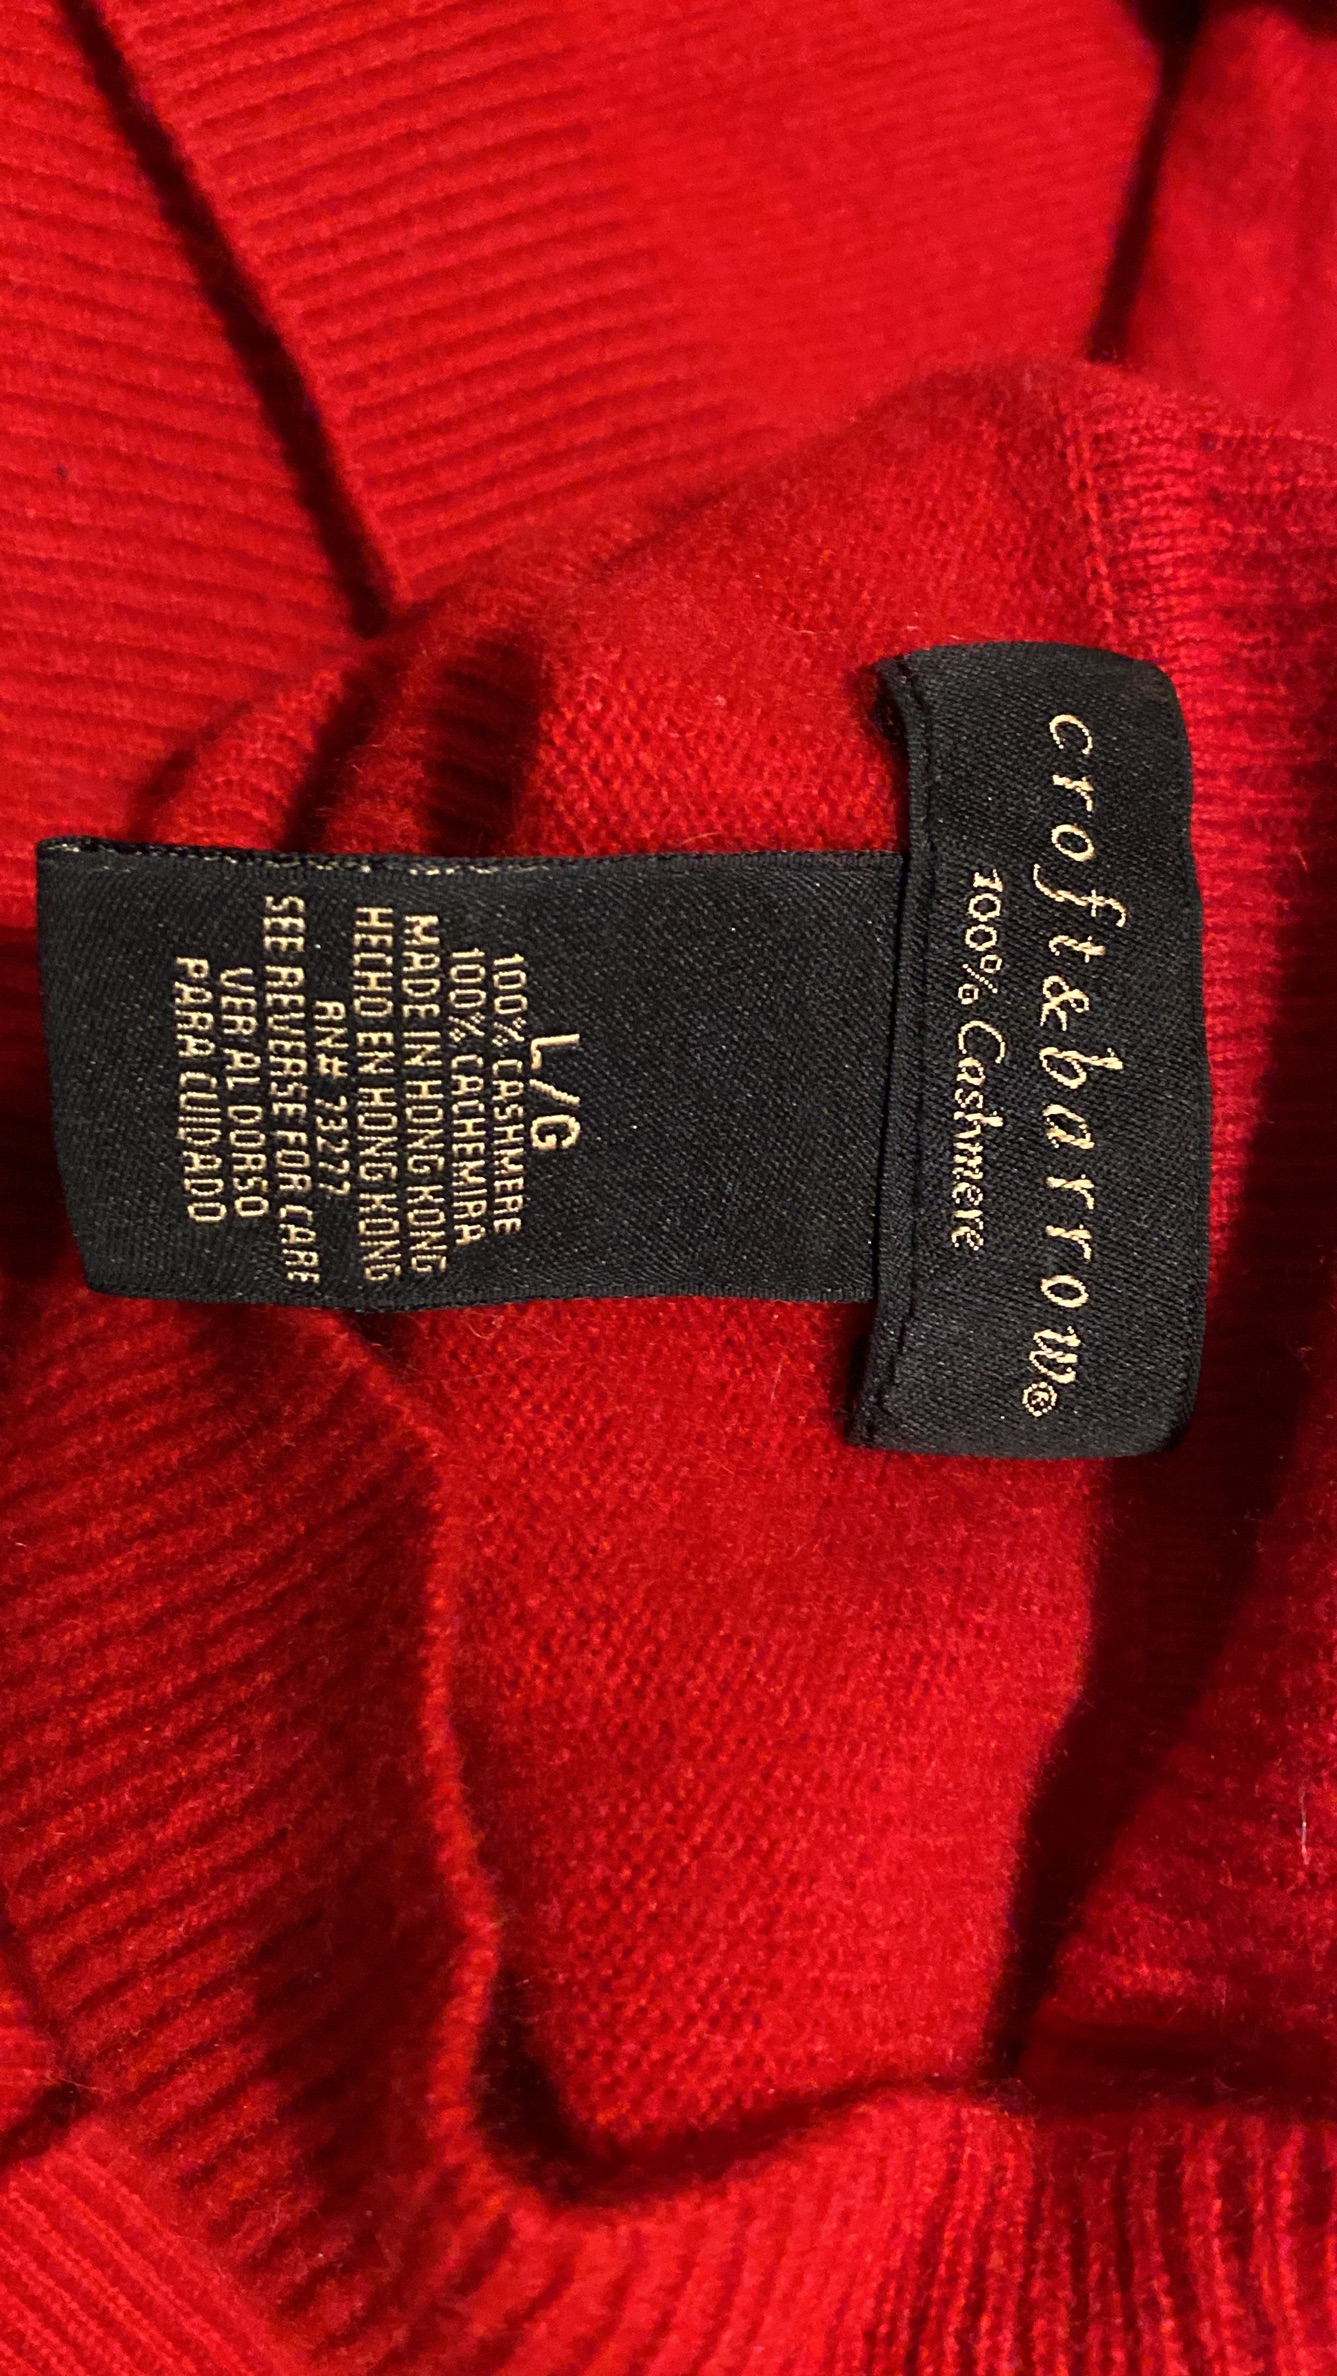 croft&barrow®
100% Cashmere
L/G
100% CASHMERE
100% CACHEMIRA
MADE IN HONG KONG
HECHO EN HONG KONG
RN# 73277
SEE REVERSE FOR CARE
VER AL DORSO
PARA CUIDADO